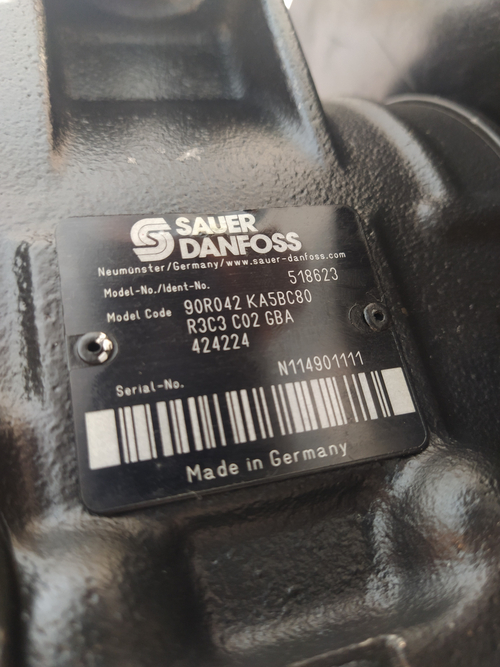 SAUER
DANFOSS
Neumünster/Germany/www.sauer-danfoss.com
Model-No./Ident-No. 518623
Model Code 90R042 KA5BC80
R3C3 C02 GBA
424224
Serial-No. N114901111
Made in Germany